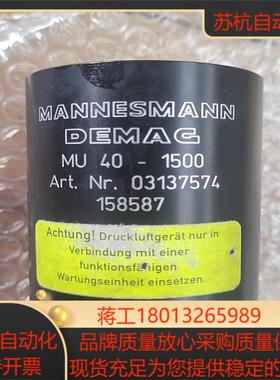 苏杭自动
MANNESMANN
DEMAG
MU 40 - 1500
Art. Nr. 03137574
158587
Achtung! Druckluftgerät nur in
Verbindung mit einer
funktionsfähigen
Wartungseinheit einsetzen.
自动化
蒋工18013265989
开票
品牌质量放心采购质量保
现货充足为您提供稳定的